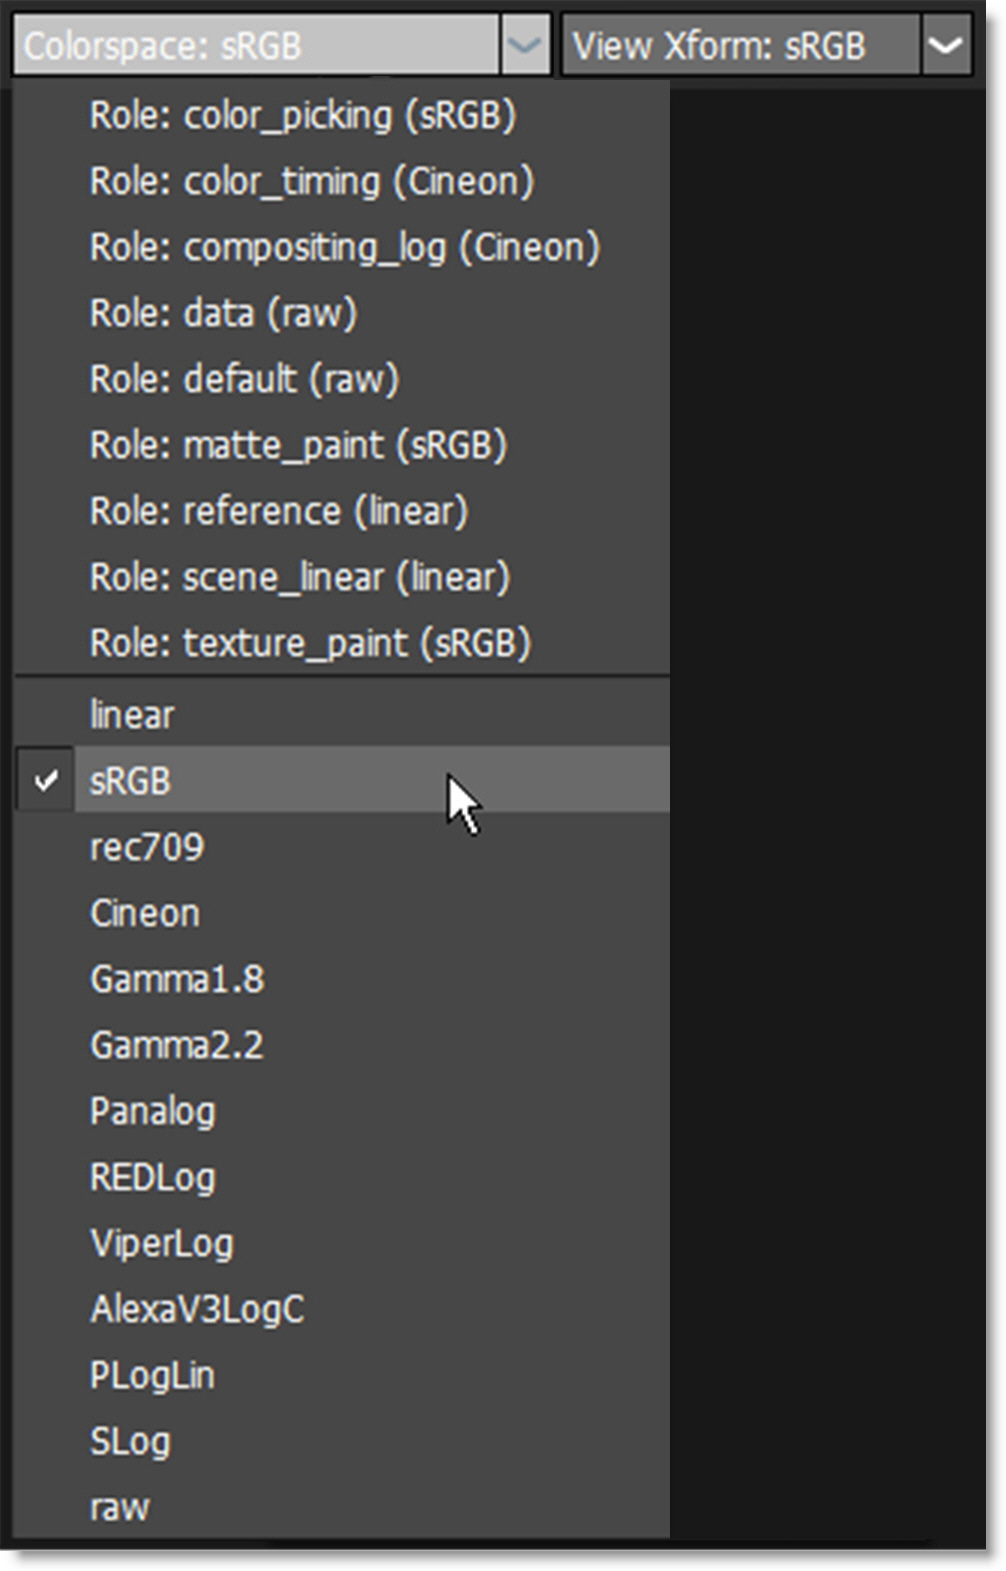 Colorspace: sRGB
View Xform: sRGB
Role: color_picking (sRGB)
Role: color_timing (Cineon)
Role: compositing_log (Cineon)
Role: data (raw)
Role: default (raw)
Role: matte_paint (sRGB)
Role: reference (linear)
Role: scene_linear (linear)
Role: texture_paint (sRGB)
linear
sRGB
rec709
Cineon
Gamma1.8
Gamma2.2
Panalog
REDLog
ViperLog
AlexaV3LogC
PLogLin
SLog
raw